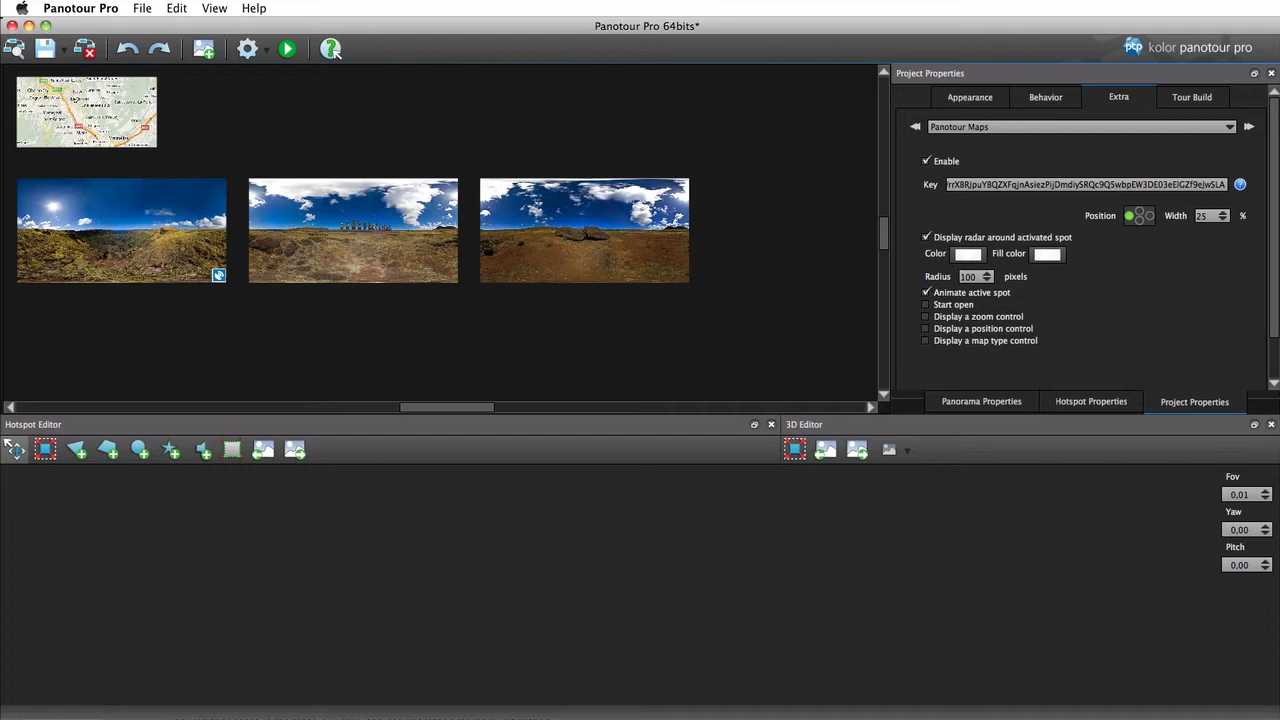 Panotour Pro File Edit View Help
Panotour Pro 64bits*
kolor panotour pro
Project Properties
Appearance Behavior Extra Tour Build
Panotour Maps
Enable
Key
Position Width 25 %
Display radar around activated spot
Color Fill color
Radius 100 pixels
Animate active spot
Start open
Display a zoom control
Display a position control
Display a map type control
Panorama Properties Hotspot Properties Project Properties
Hotspot Editor
3D Editor
Fov
0,01
Yaw
0,00
Pitch
0,00